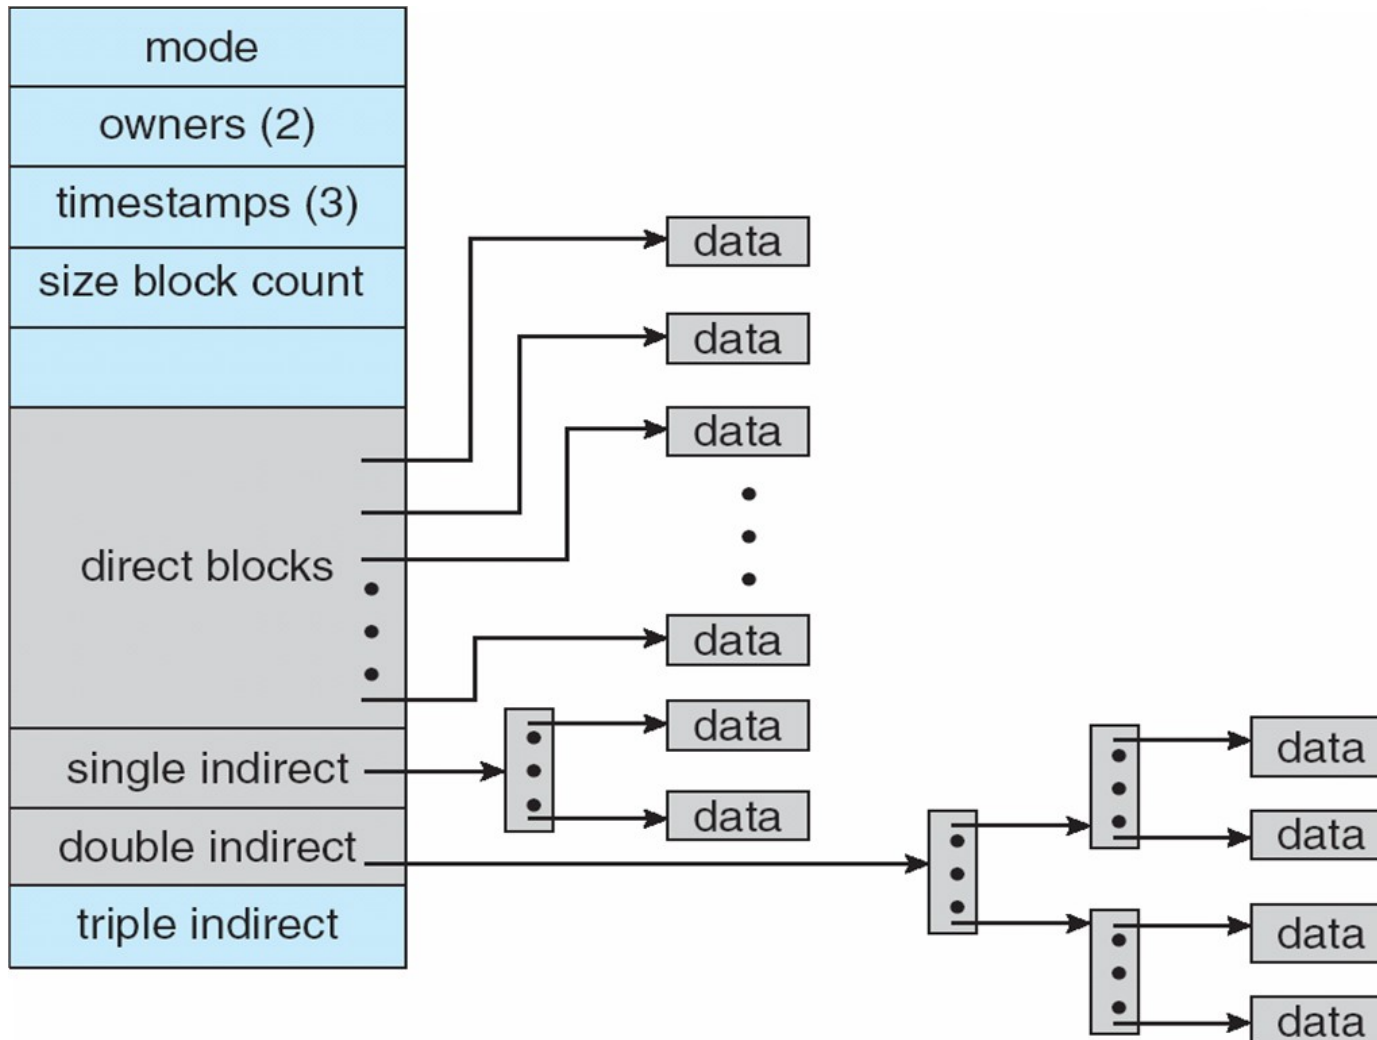 mode
owners (2)
timestamps (3)
size block count
direct blocks
single indirect
double indirect
triple indirect
data
data
data
data
data
data
data
data
data
data